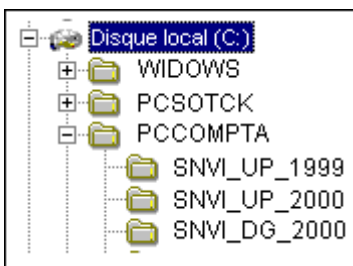 Disque local (C:)
WIDOWS
PCSOTCK
PCCOMPTA
SNVI_UP_1999
SNVI_UP_2000
SNVI_DG_2000